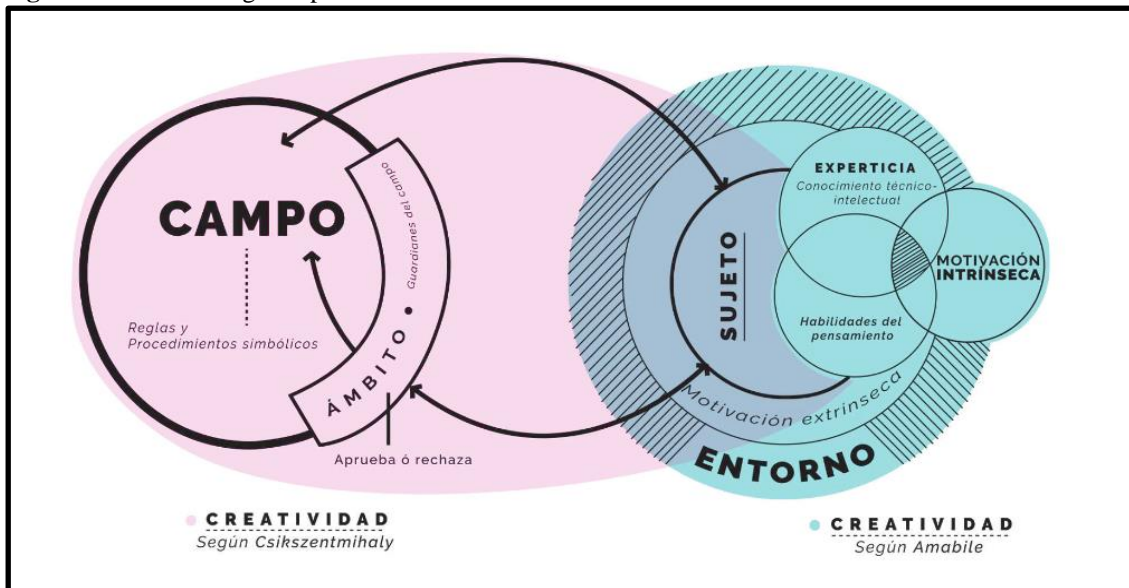 CAMPO
Reglas y
Procedimientos simbólicos
Guardianes del campo
ÁMBITO
Aprueba ó rechaza
SUJETO
EXPERTICIA
Conocimiento técnico-
intelectual
MOTIVACIÓN
INTRÍNSECA
Habilidades del
pensamiento
Motivación extrinseca
ENTORNO
CREATIVIDAD
Según Csikszentmihaly
CREATIVIDAD
Según Amabile